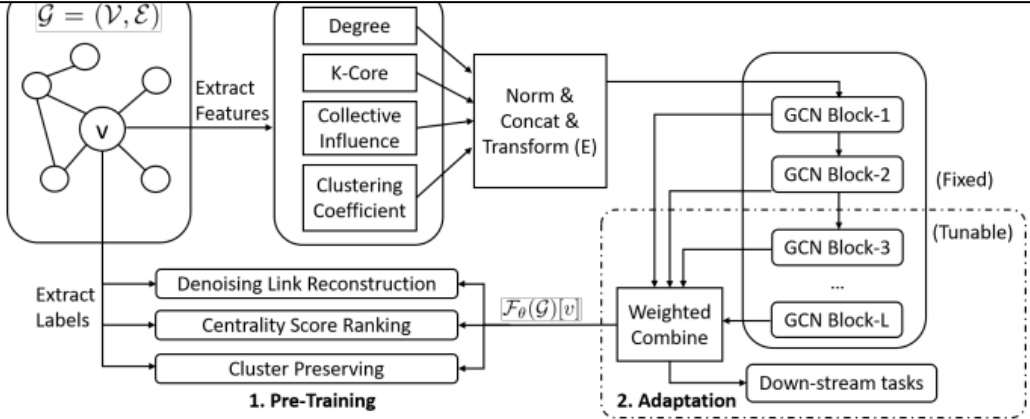 𝒢 = (𝒱, ℰ)
v
Extract
Features
Degree
K-Core
Collective
Influence
Clustering
Coefficient
Norm &
Concat &
Transform (E)
GCN Block-1
GCN Block-2
(Fixed)
(Tunable)
GCN Block-3
...
GCN Block-L
Extract
Labels
Denoising Link Reconstruction
Centrality Score Ranking
Cluster Preserving
ℱθ(𝒢)[v]
Weighted
Combine
Down-stream tasks
1. Pre-Training
2. Adaptation